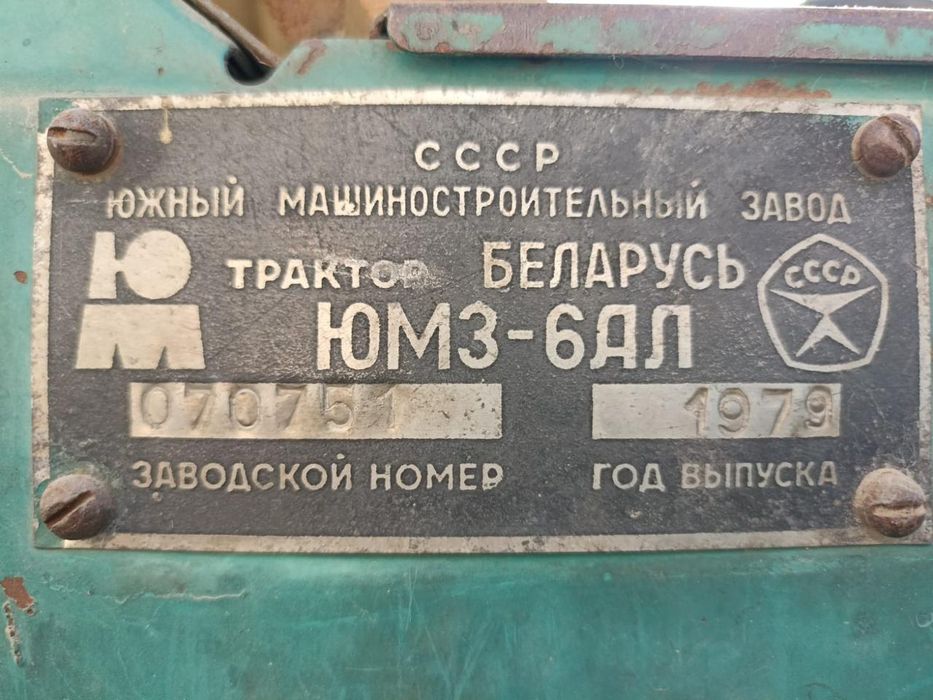 СССР
ЮЖНЫЙ МАШИНОСТРОИТЕЛЬНЫЙ ЗАВОД
ЮМ ТРАКТОР БЕЛАРУСЬ СССР
ЮМЗ-6АЛ
070751 1979
ЗАВОДСКОЙ НОМЕР ГОД ВЫПУСКА